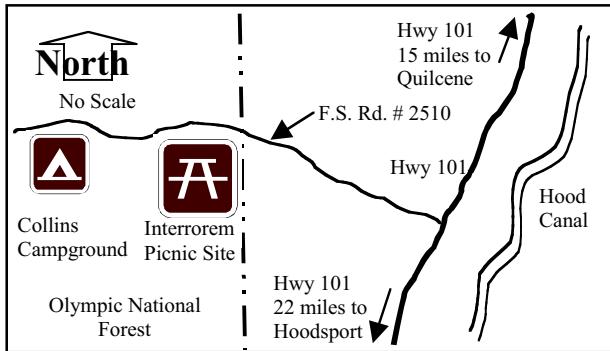 North
No Scale
Hwy 101
15 miles to
Quilcene
F.S. Rd. # 2510
Hwy 101
Hood
Canal
Collins
Campground
Interrorem
Picnic Site
Hwy 101
22 miles to
Hoodsport
Olympic National
Forest